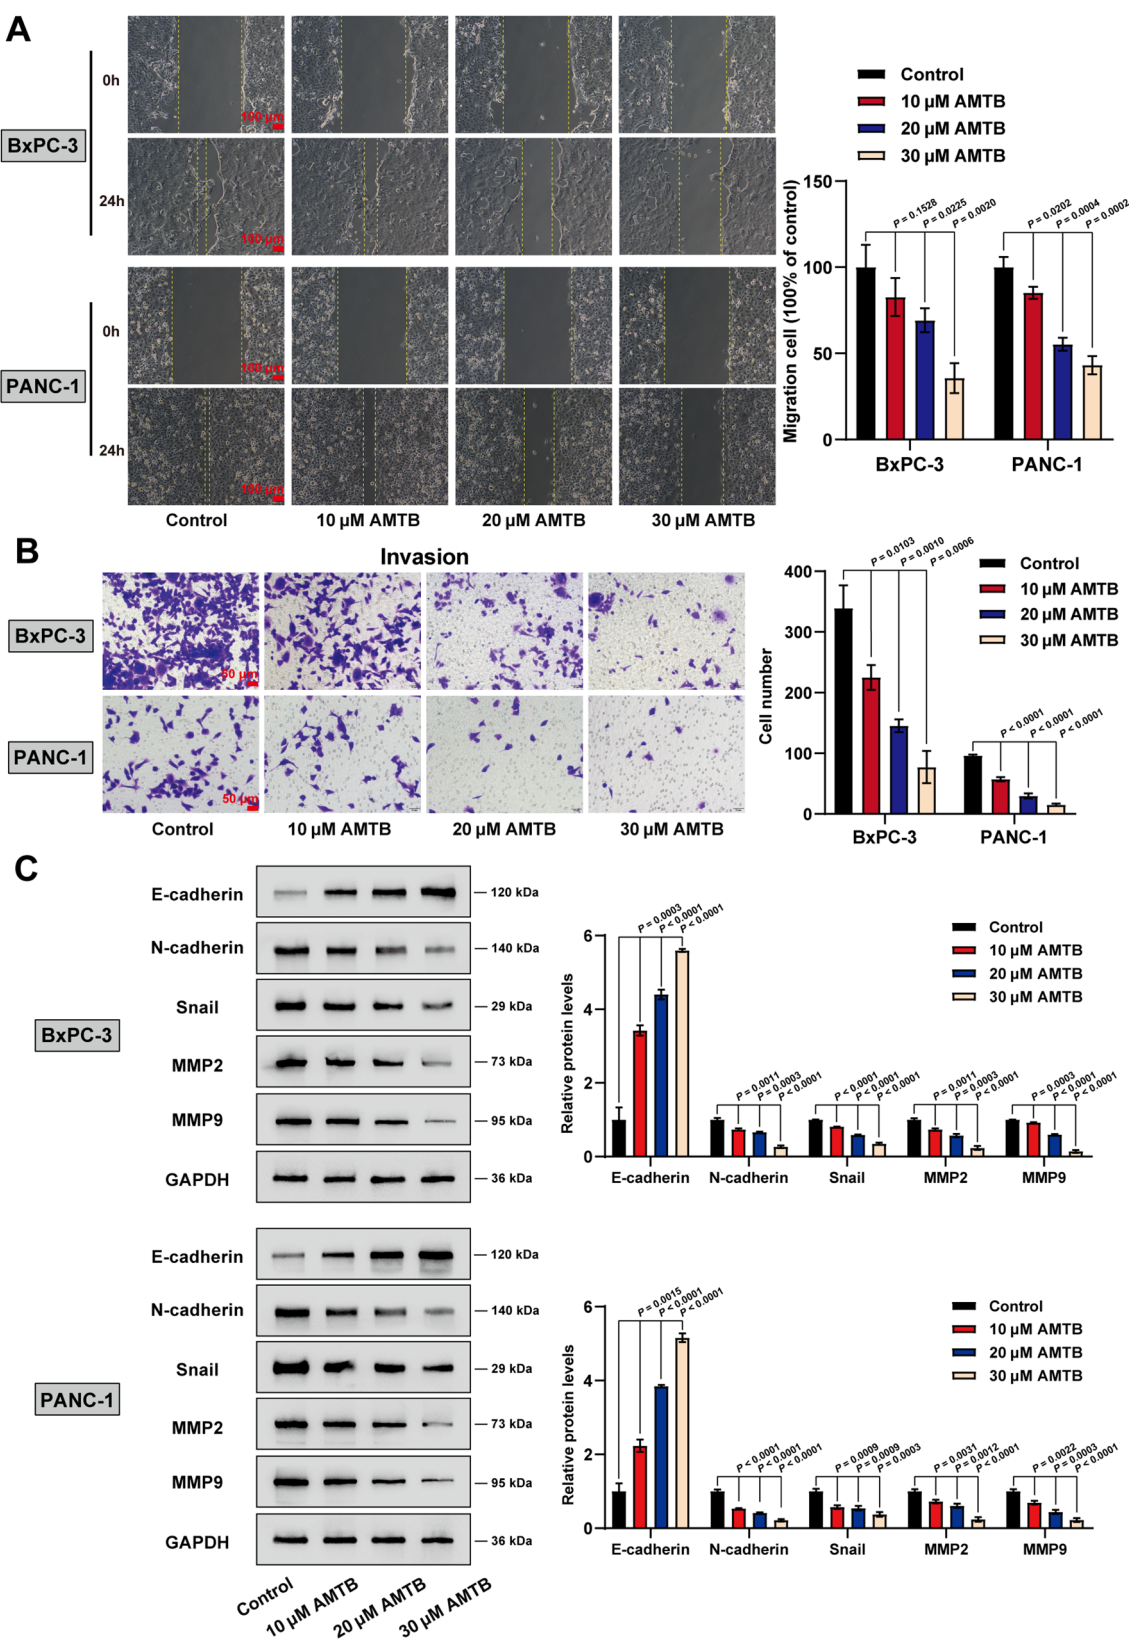 A
BxPC-3
0h
100 µm
24h
100 µm
PANC-1
0h
100 µm
24h
100 µm
Control
10 µM AMTB
20 µM AMTB
30 µM AMTB
Control
10 µM AMTB
20 µM AMTB
30 µM AMTB
Migration cell (100% of control)
150
100
50
0
P = 0.1528
P = 0.0225
P = 0.0020
P = 0.0202
P = 0.0004
P = 0.0002
BxPC-3
PANC-1
B
Invasion
BxPC-3
50 µm
PANC-1
50 µm
Control
10 µM AMTB
20 µM AMTB
30 µM AMTB
Cell number
400
300
200
100
0
P = 0.0103
P = 0.0010
P = 0.0006
P < 0.0001
P < 0.0001
P < 0.0001
BxPC-3
PANC-1
Control
10 µM AMTB
20 µM AMTB
30 µM AMTB
C
BxPC-3
E-cadherin
120 kDa
N-cadherin
140 kDa
Snail
29 kDa
MMP2
73 kDa
MMP9
95 kDa
GAPDH
36 kDa
Relative protein levels
6
4
2
0
P = 0.0003
P < 0.0001
P < 0.0001
P = 0.0011
P = 0.0003
P < 0.0001
P < 0.0001
P < 0.0001
P < 0.0001
P = 0.0011
P = 0.0003
P < 0.0001
P = 0.0003
P < 0.0001
P < 0.0001
E-cadherin
N-cadherin
Snail
MMP2
MMP9
Control
10 µM AMTB
20 µM AMTB
30 µM AMTB
PANC-1
E-cadherin
120 kDa
N-cadherin
140 kDa
Snail
29 kDa
MMP2
73 kDa
MMP9
95 kDa
GAPDH
36 kDa
Control
10 µM AMTB
20 µM AMTB
30 µM AMTB
Relative protein levels
6
4
2
0
P = 0.0015
P < 0.0001
P < 0.0001
P < 0.0001
P < 0.0001
P < 0.0001
P = 0.0009
P = 0.0009
P = 0.0003
P = 0.0031
P = 0.0012
P < 0.0001
P = 0.0022
P = 0.0003
P < 0.0001
E-cadherin
N-cadherin
Snail
MMP2
MMP9
Control
10 µM AMTB
20 µM AMTB
30 µM AMTB